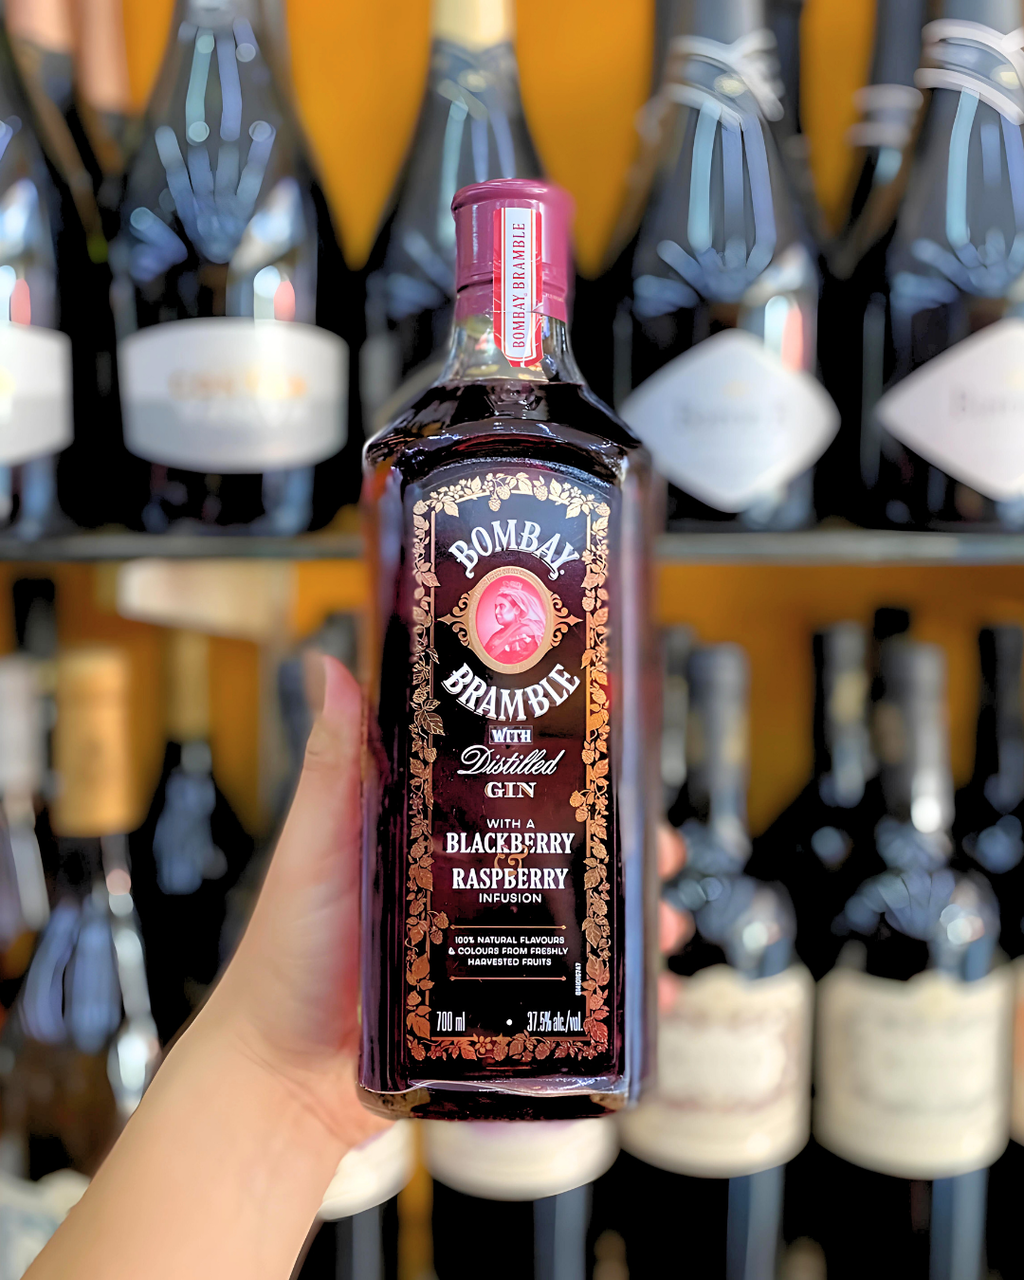 BOMBAY BRAMBLE
BOMBAY
BRAMBLE
WITH
Distilled
GIN
WITH A
BLACKBERRY
&
RASPBERRY
INFUSION
100% NATURAL FLAVOURS
& COLOURS FROM FRESHLY
HARVESTED FRUITS
700 ml • 37.5% alc./vol.